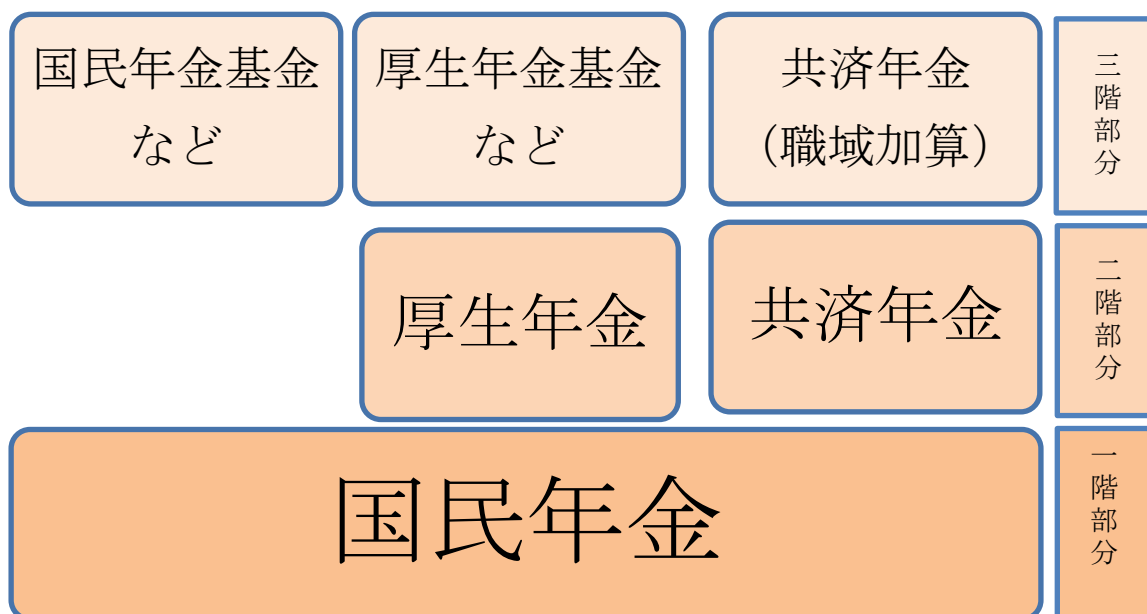 国民年金基金
など
厚生年金基金
など
共済年金
（職域加算）
三階部分
厚生年金
共済年金
二階部分
国民年金
一階部分